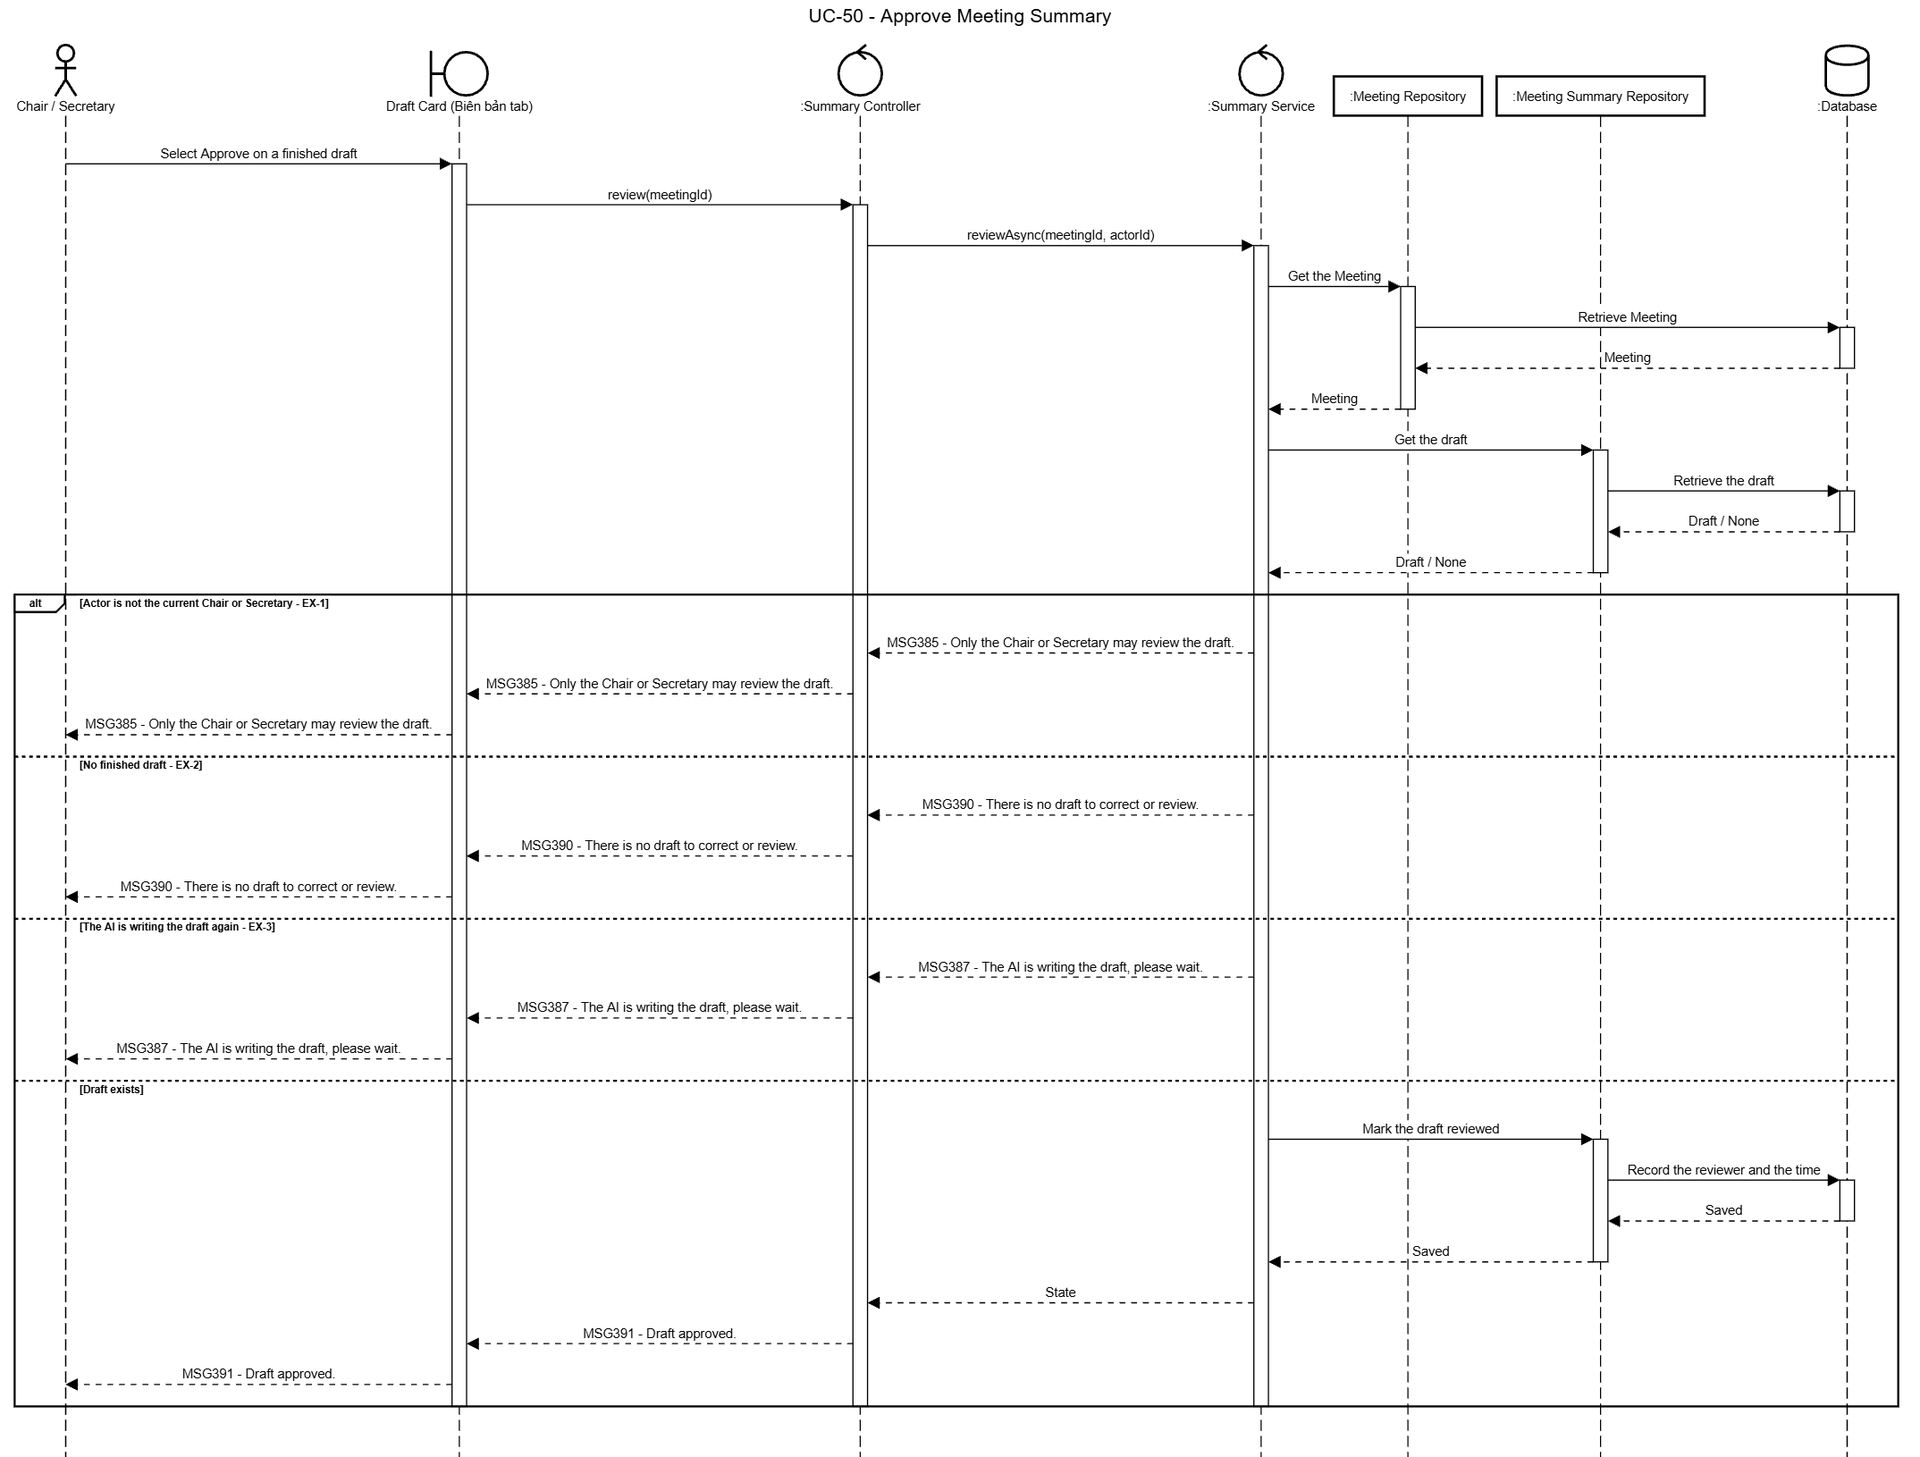 UC-50 - Approve Meeting Summary
Chair / Secretary
Draft Card (Biên bản tab)
:Summary Controller
:Summary Service
:Meeting Repository
:Meeting Summary Repository
:Database
Select Approve on a finished draft
review(meetingId)
reviewAsync(meetingId, actorId)
Get the Meeting
Retrieve Meeting
Meeting
Meeting
Get the draft
Retrieve the draft
Draft / None
Draft / None
alt
[Actor is not the current Chair or Secretary - EX-1]
MSG385 - Only the Chair or Secretary may review the draft.
MSG385 - Only the Chair or Secretary may review the draft.
MSG385 - Only the Chair or Secretary may review the draft.
[No finished draft - EX-2]
MSG390 - There is no draft to correct or review.
MSG390 - There is no draft to correct or review.
MSG390 - There is no draft to correct or review.
[The AI is writing the draft again - EX-3]
MSG387 - The AI is writing the draft, please wait.
MSG387 - The AI is writing the draft, please wait.
MSG387 - The AI is writing the draft, please wait.
[Draft exists]
Mark the draft reviewed
Record the reviewer and the time
Saved
Saved
State
MSG391 - Draft approved.
MSG391 - Draft approved.